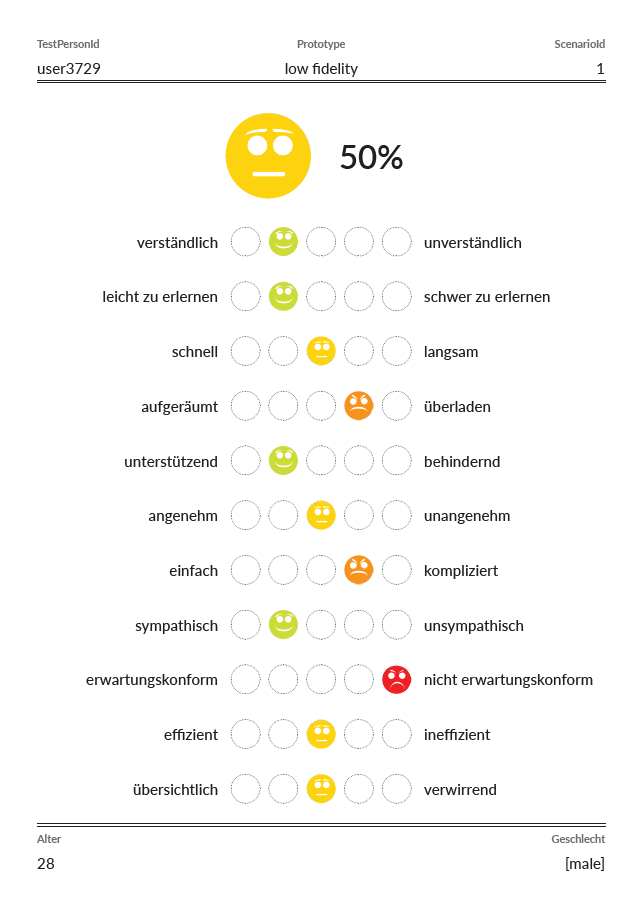 TestPersonId Prototype ScenarioId
user3729 low fidelity 1
50%
verständlich unverständlich
leicht zu erlernen schwer zu erlernen
schnell langsam
aufgeräumt überladen
unterstützend behindernd
angenehm unangenehm
einfach kompliziert
sympathisch unsympathisch
erwartungskonform nicht erwartungskonform
effizient ineffizient
übersichtlich verwirrend
Alter Geschlecht
28 [male]